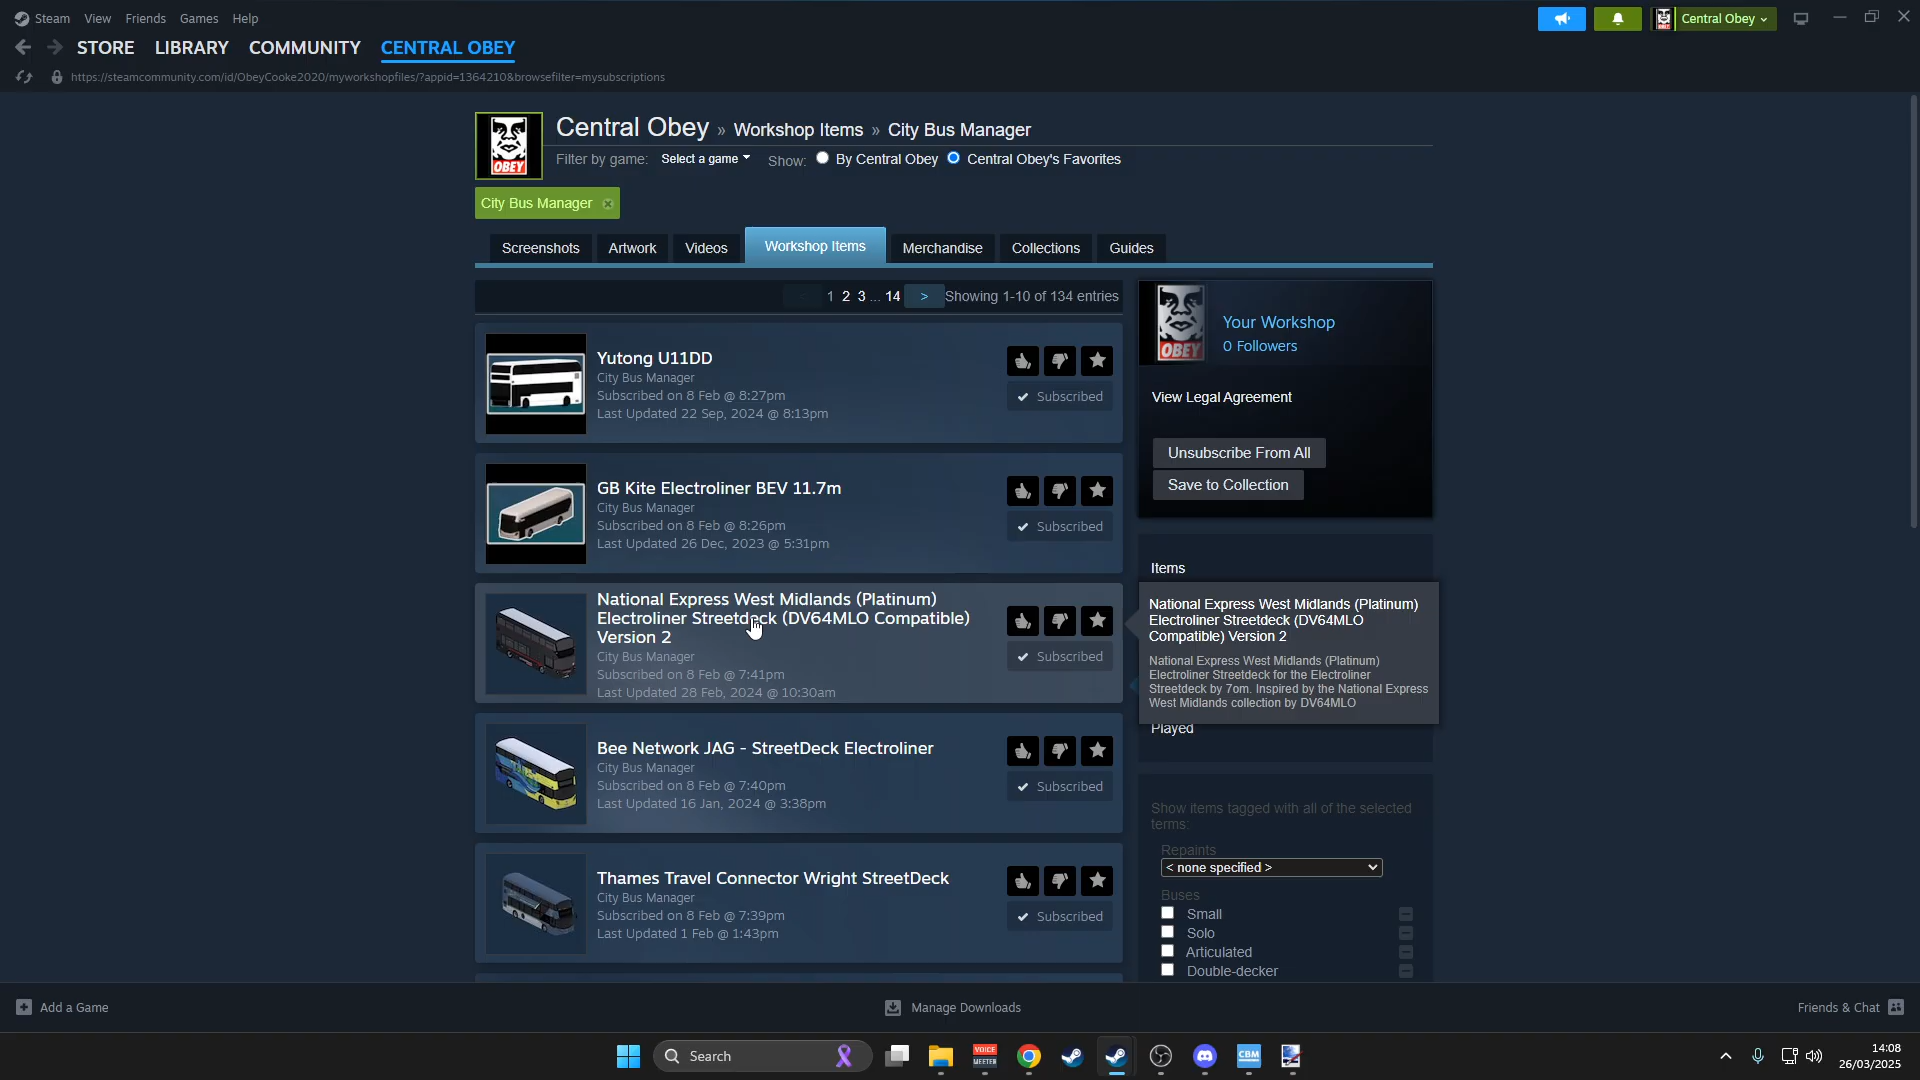 Steam View Friends Games Help
Central Obey
STORE LIBRARY COMMUNITY CENTRAL OBEY
https://steamcommunity.com/id/ObeyCooke2020/myworkshopfiles/?appid=1364210&browsefilter=mysubscriptions
OBEY
Central Obey » Workshop Items » City Bus Manager
Filter by game: Select a game Show: By Central Obey Central Obey's Favorites
City Bus Manager
Screenshots Artwork Videos Workshop Items Merchandise Collections Guides
< 1 2 3 ... 14 > Showing 1-10 of 134 entries
Yutong U11DD
City Bus Manager
Subscribed on 8 Feb @ 8:27pm
Last Updated 22 Sep, 2024 @ 8:13pm
Subscribed
GB Kite Electroliner BEV 11.7m
City Bus Manager
Subscribed on 8 Feb @ 8:26pm
Last Updated 26 Dec, 2023 @ 5:31pm
Subscribed
National Express West Midlands (Platinum)
Electroliner Streetdeck (DV64MLO Compatible)
Version 2
City Bus Manager
Subscribed on 8 Feb @ 7:41pm
Last Updated 28 Feb, 2024 @ 10:30am
Subscribed
Bee Network JAG - StreetDeck Electroliner
City Bus Manager
Subscribed on 8 Feb @ 7:40pm
Last Updated 16 Jan, 2024 @ 3:38pm
Subscribed
Thames Travel Connector Wright StreetDeck
City Bus Manager
Subscribed on 8 Feb @ 7:39pm
Last Updated 1 Feb @ 1:43pm
Subscribed
OBEY
Your Workshop
0 Followers
View Legal Agreement
Unsubscribe From All
Save to Collection
Items
National Express West Midlands (Platinum)
Electroliner Streetdeck (DV64MLO
Compatible) Version 2
National Express West Midlands (Platinum)
Electroliner Streetdeck for the Electroliner
Streetdeck by 7om. Inspired by the National Express
West Midlands collection by DV64MLO
Played
Show items tagged with all of the selected
terms:
Repaints
< none specified >
Buses
Small
Solo
Articulated
Double-decker
Add a Game
Manage Downloads
Friends & Chat
Search
VOICE
MEETER
CBM
14:08
26/03/2025